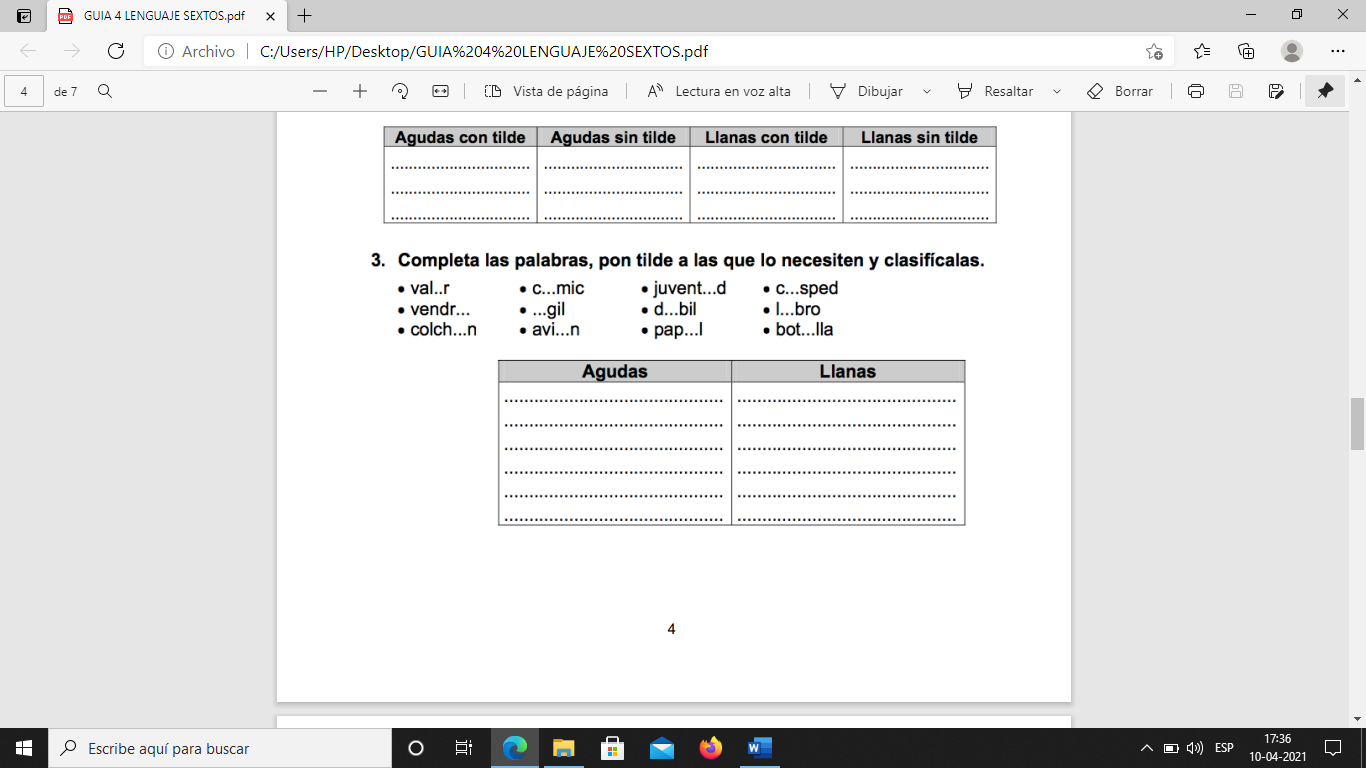 GUIA 4 LENGUAJE SEXTOS.pdf
Archivo C:/Users/HP/Desktop/GUIA%204%20LENGUAJE%20SEXTOS.pdf
4 de 7 Vista de página Lectura en voz alta Dibujar Resaltar Borrar
Agudas con tilde Agudas sin tilde Llanas con tilde Llanas sin tilde
................................ ................................ ................................ ................................
................................ ................................ ................................ ................................
................................ ................................ ................................ ................................
3. Completa las palabras, pon tilde a las que lo necesiten y clasifícalas.
• val..r • c...mic • juvent...d • c...sped
• vendr... • ...gil • d...bil • l...bro
• colch...n • avi...n • pap...l • bot...lla
Agudas Llanas
............................................ ............................................
............................................ ............................................
............................................ ............................................
............................................ ............................................
............................................ ............................................
............................................ ............................................
4
Escribe aquí para buscar
ESP
17:36
10-04-2021